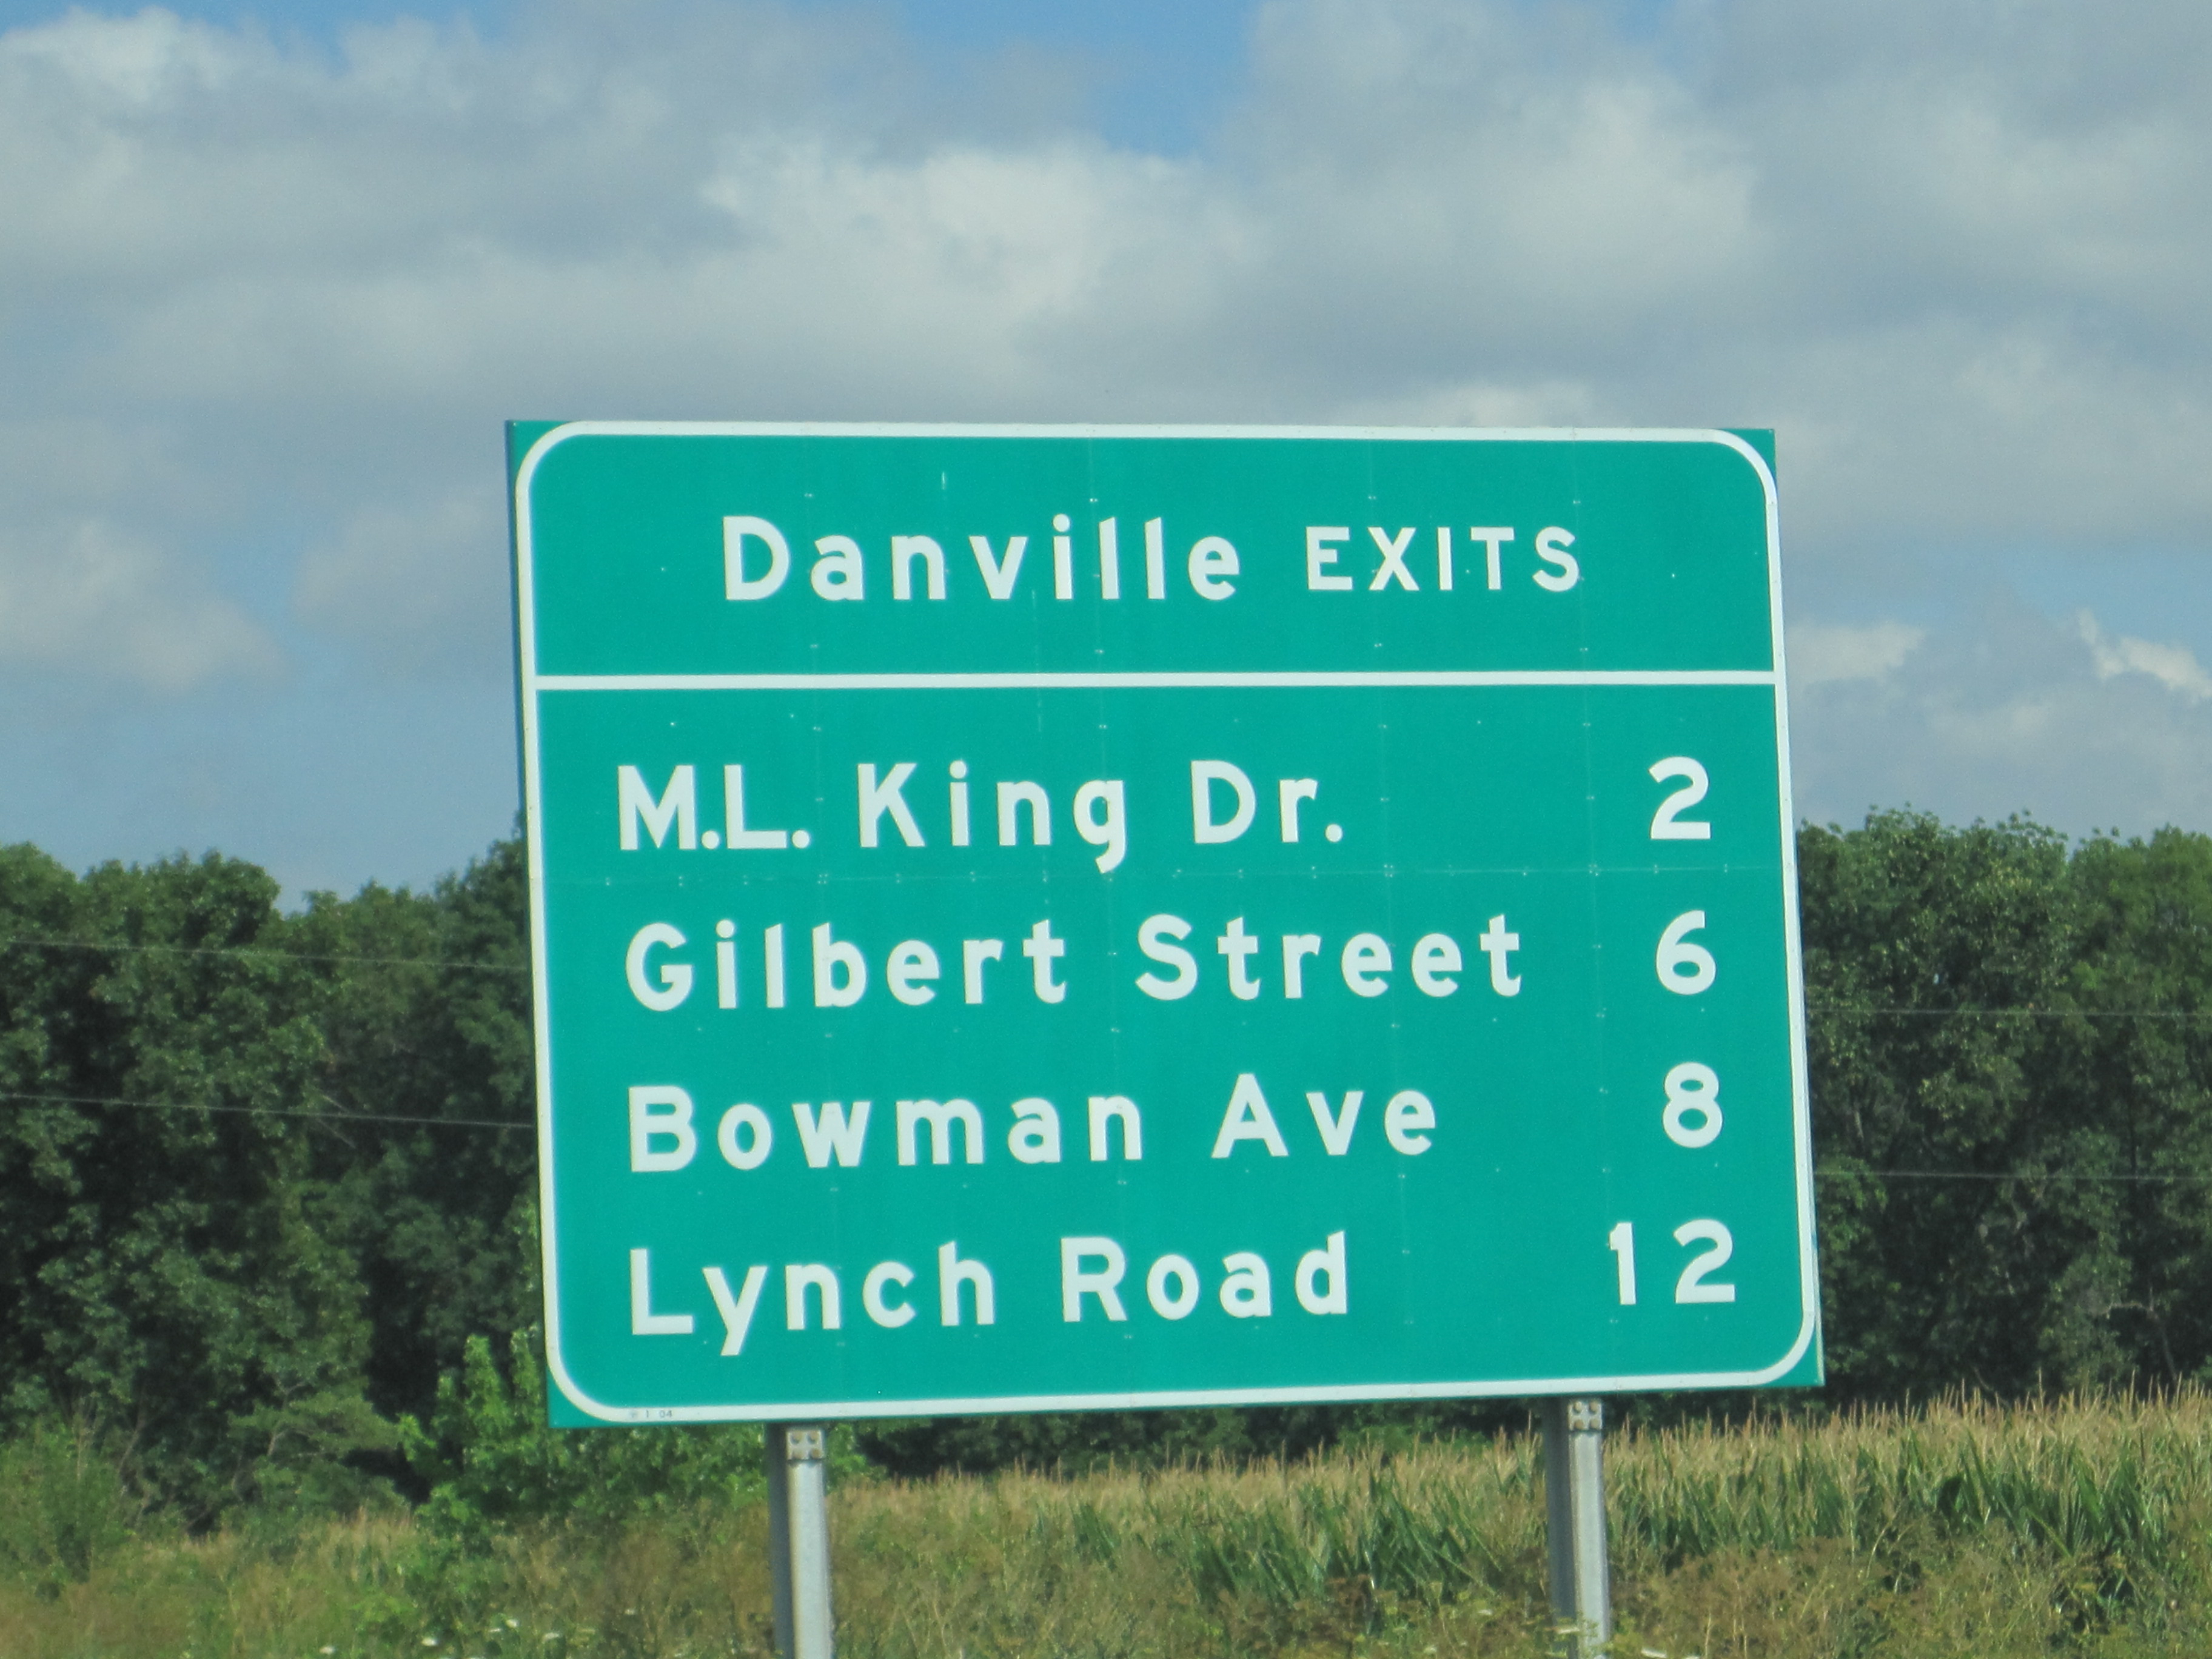 Danville EXITS
M.L. King Dr. 2
Gilbert Street 6
Bowman Ave 8
Lynch Road 12